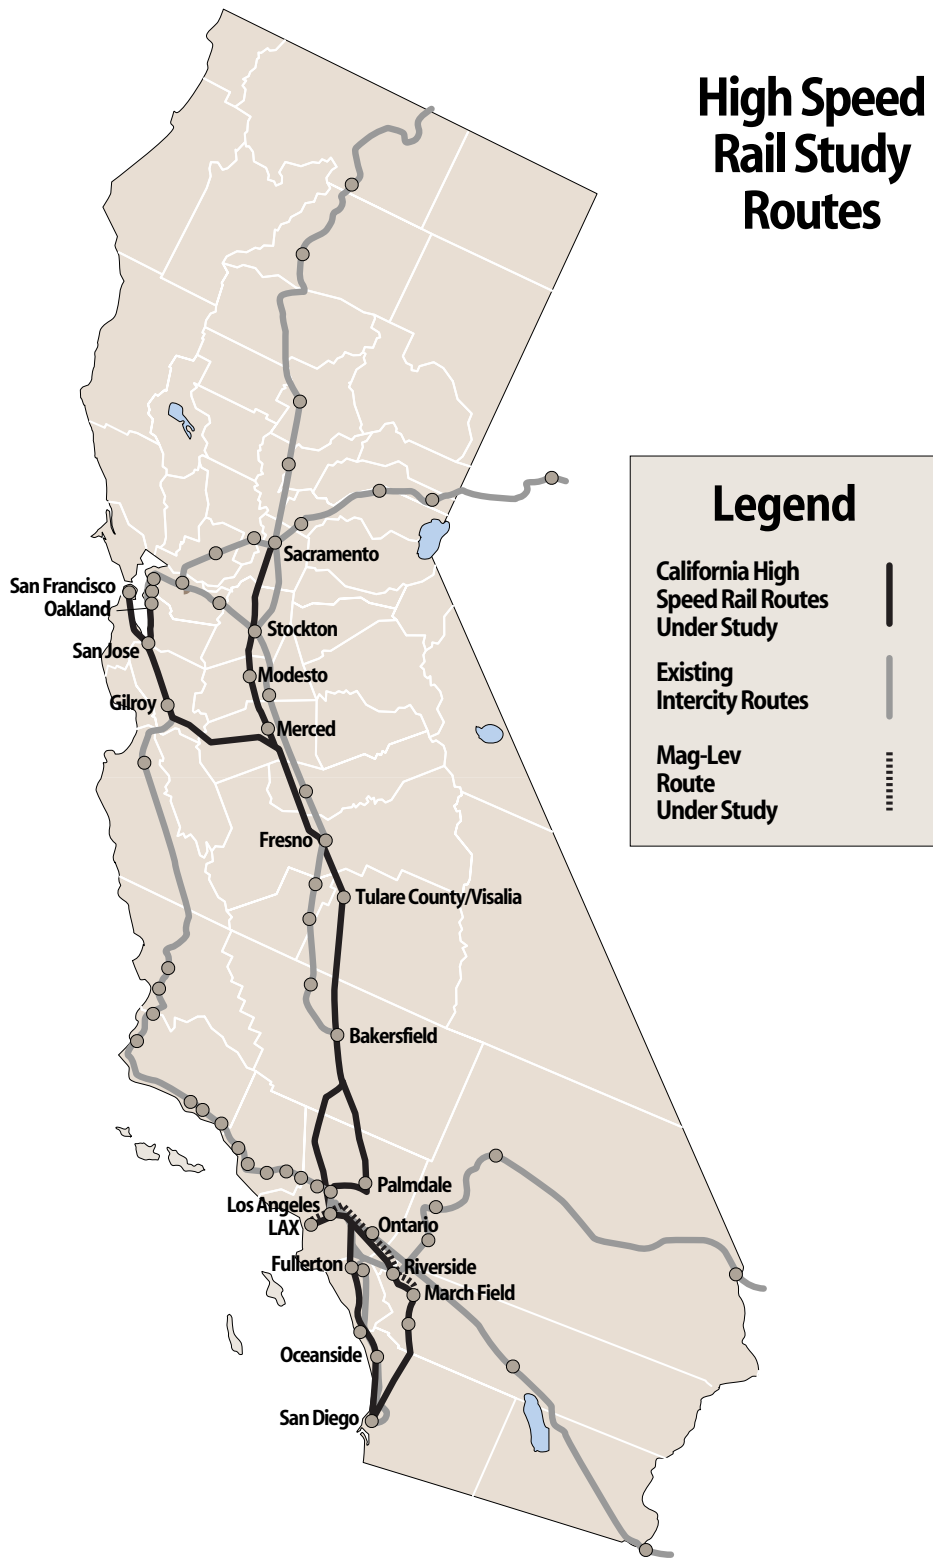 High Speed
Rail Study
Routes
Legend
California High
Speed Rail Routes
Under Study
Existing
Intercity Routes
Mag-Lev
Route
Under Study
Sacramento
San Francisco
Oakland
Stockton
San Jose
Modesto
Gilroy
Merced
Fresno
Tulare County/Visalia
Bakersfield
Palmdale
Los Angeles
LAX
Ontario
Fullerton
Riverside
March Field
Oceanside
San Diego